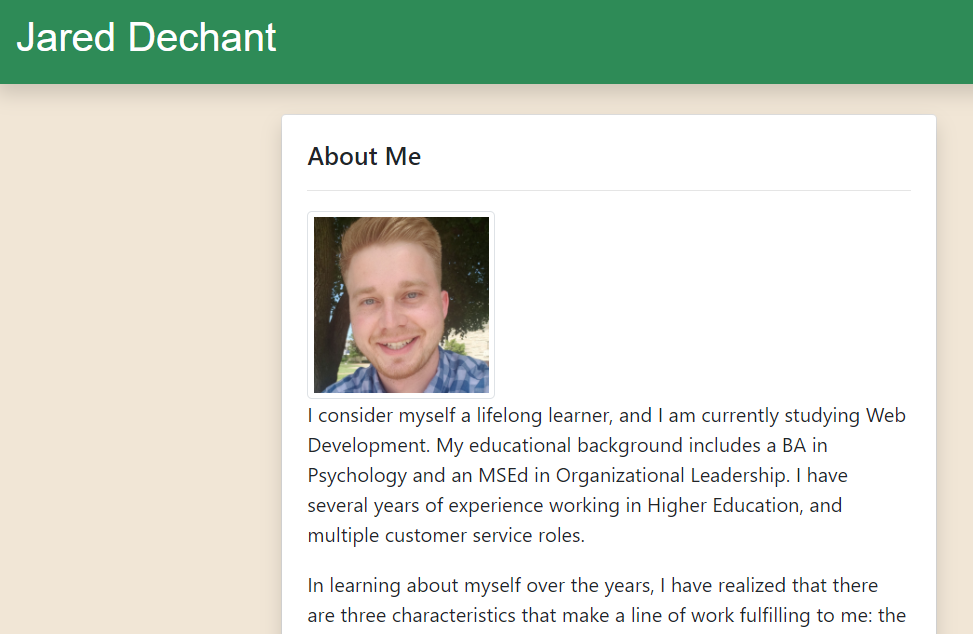 Jared Dechant
About Me
I consider myself a lifelong learner, and I am currently studying Web
Development. My educational background includes a BA in
Psychology and an MSEd in Organizational Leadership. I have
several years of experience working in Higher Education, and
multiple customer service roles.
In learning about myself over the years, I have realized that there
are three characteristics that make a line of work fulfilling to me: the